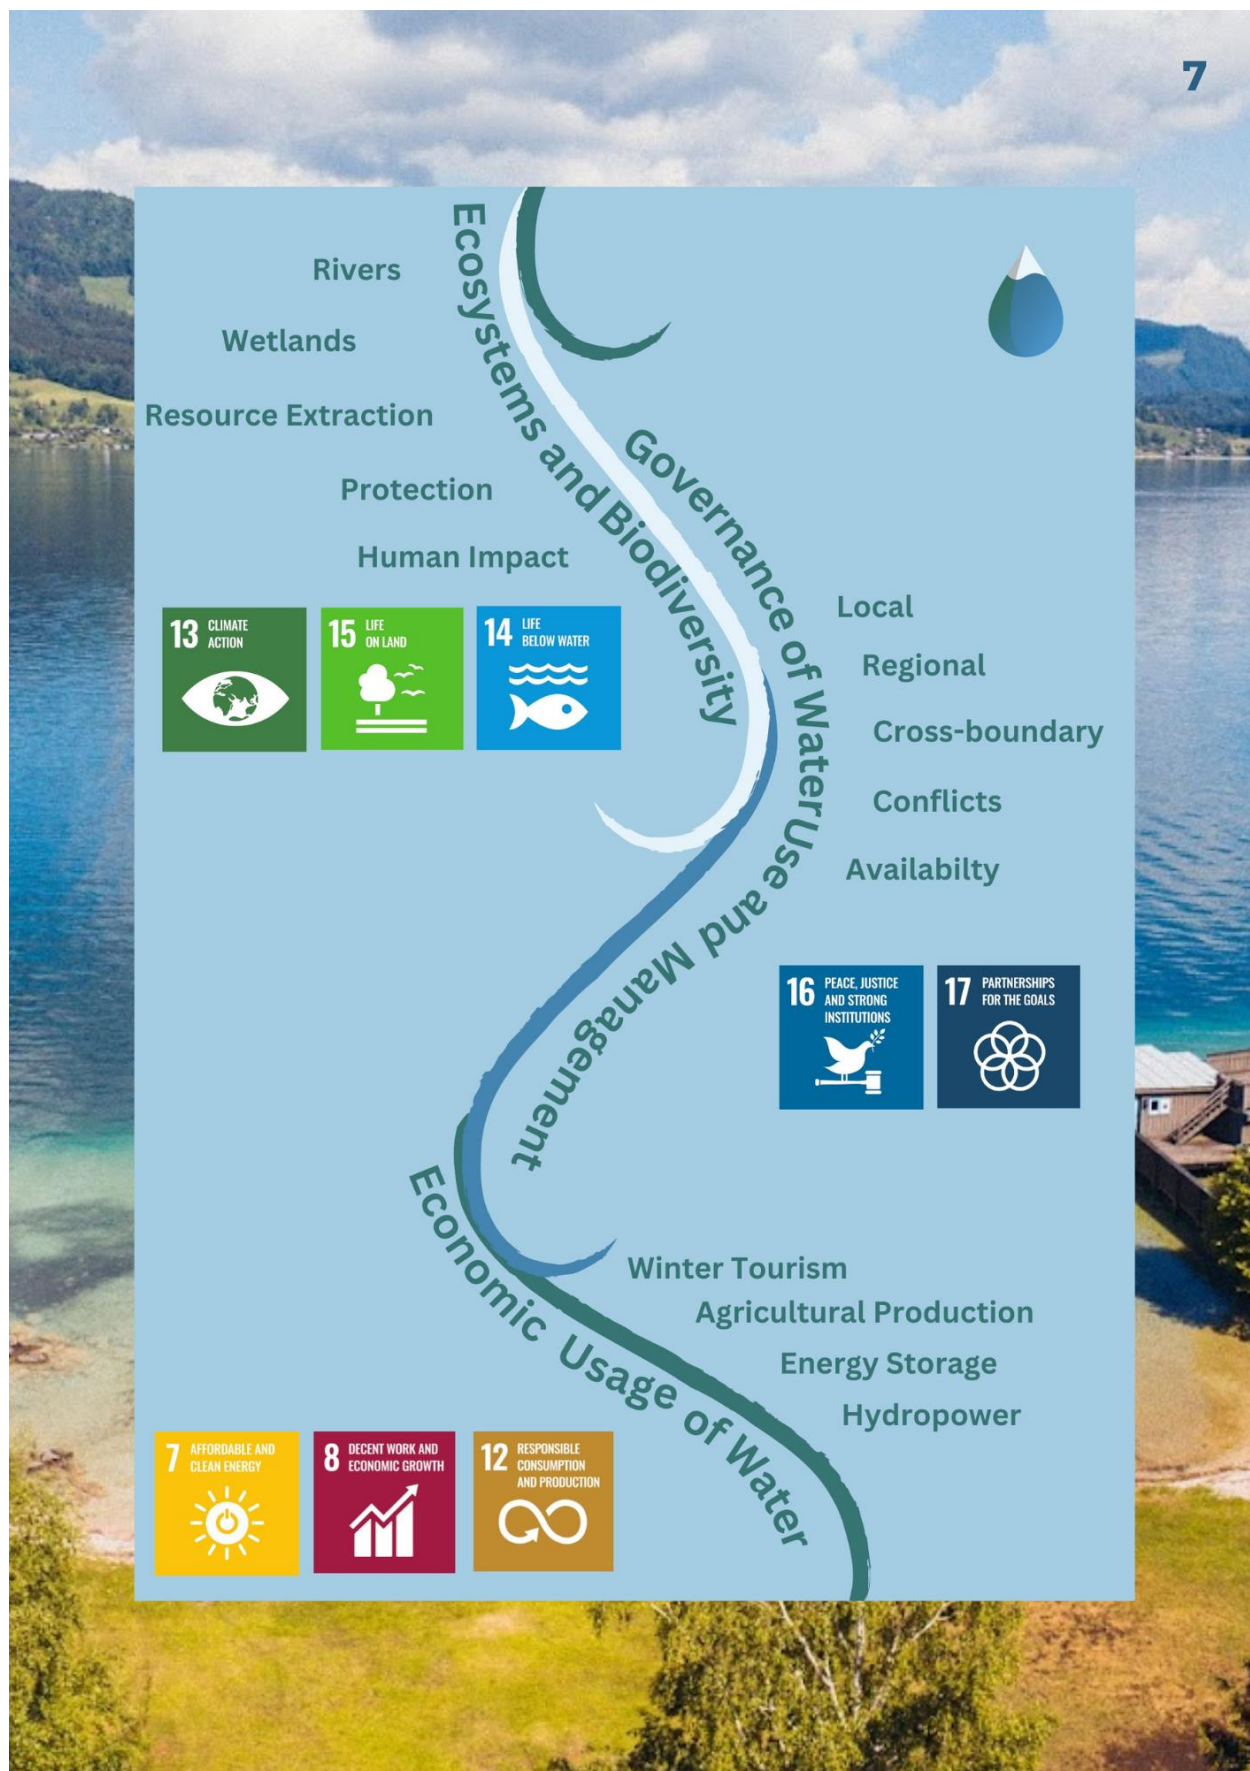 7
Ecosystems and Biodiversity
Rivers
Wetlands
Resource Extraction
Protection
Human Impact
13 CLIMATE
ACTION
15 LIFE
ON LAND
14 LIFE
BELOW WATER
Governance of Water Use and Management
Local
Regional
Cross-boundary
Conflicts
Availabilty
16 PEACE, JUSTICE
AND STRONG
INSTITUTIONS
17 PARTNERSHIPS
FOR THE GOALS
Economic Usage of Water
Winter Tourism
Agricultural Production
Energy Storage
Hydropower
7 AFFORDABLE AND
CLEAN ENERGY
8 DECENT WORK AND
ECONOMIC GROWTH
12 RESPONSIBLE
CONSUMPTION
AND PRODUCTION